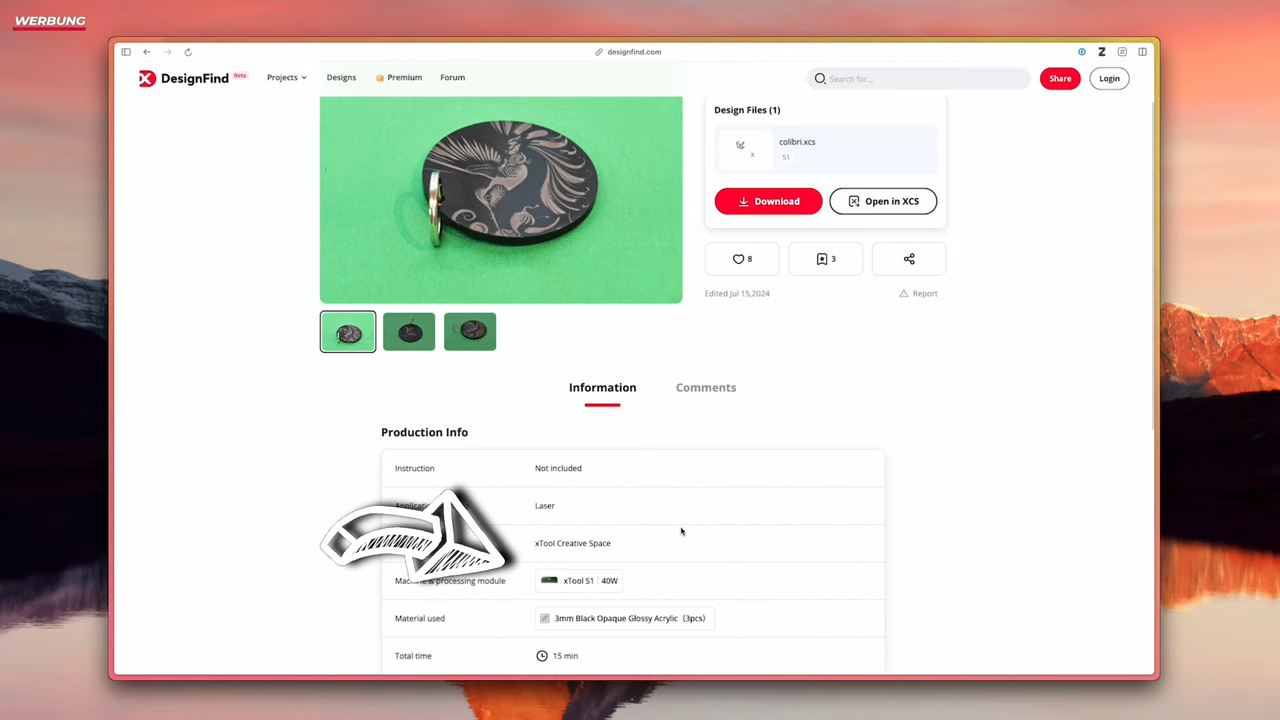 WERBUNG
designfind.com
DesignFind Beta
Projects
Designs
Premium
Forum
Search for...
Share
Login
Design Files (1)
colibri.xcs
S1
Download
Open in XCS
8
3
Edited Jul 15,2024
Report
Information
Comments
Production Info
Instruction
Not included
Laser
xTool Creative Space
Machine & processing module
xTool S1 | 40W
Material used
3mm Black Opaque Glossy Acrylic (3pcs)
Total time
15 min